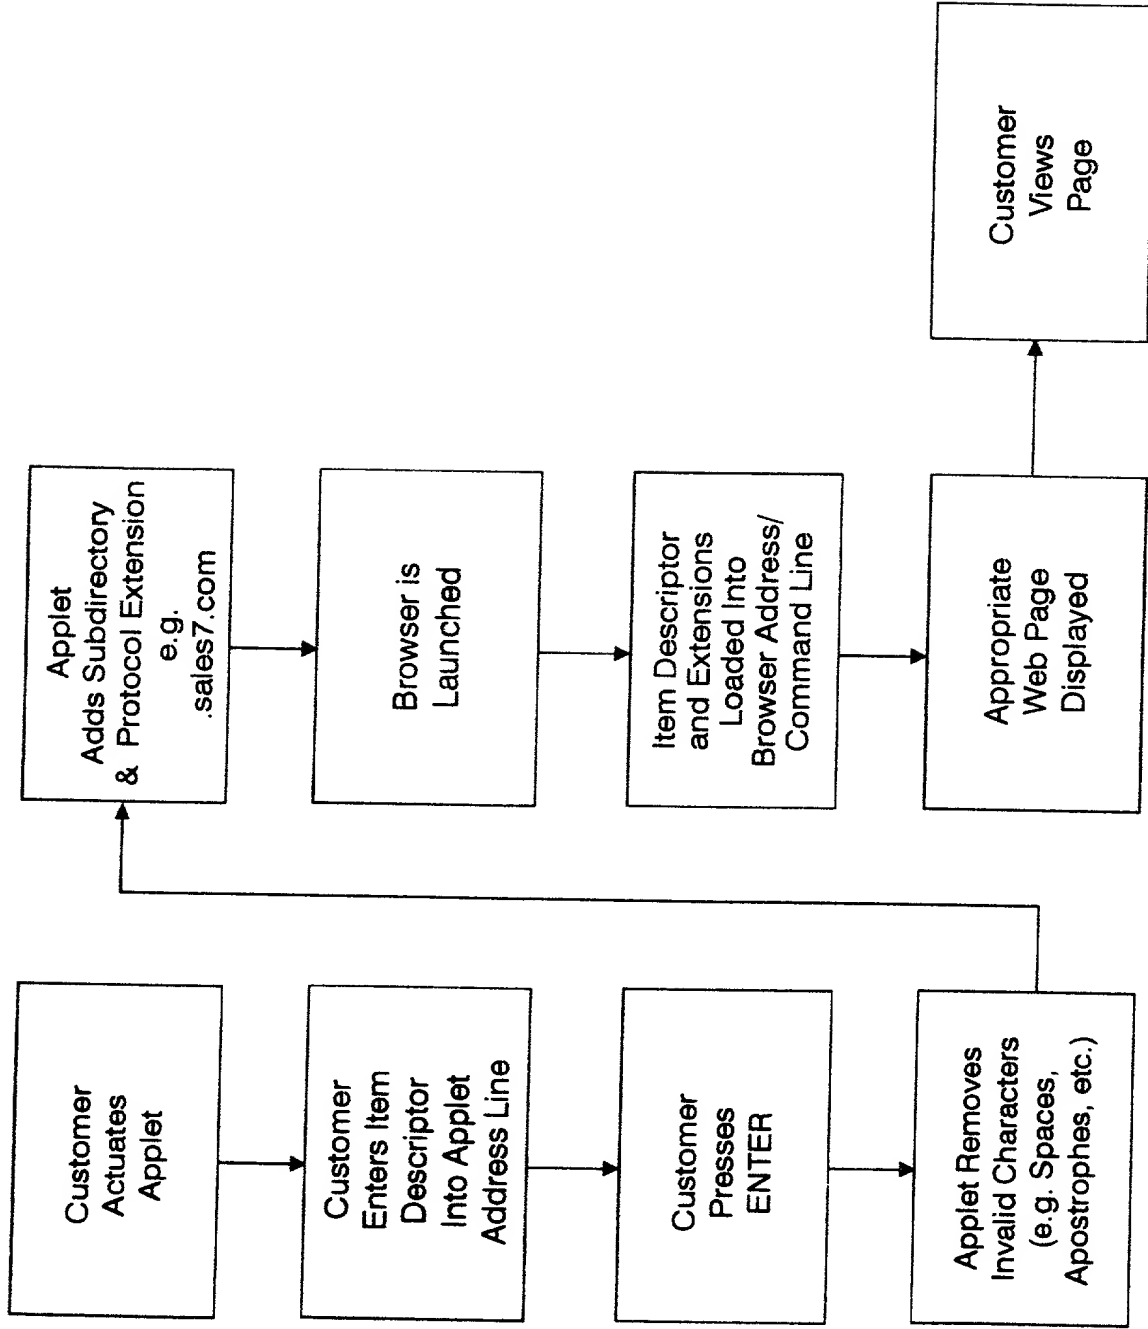 Customer
Actuates
Applet
Customer
Enters Item
Descriptor
Into Applet
Address Line
Customer
Presses
ENTER
Applet Removes
Invalid Characters
(e.g. Spaces,
Apostrophes, etc.)
Applet
Adds Subdirectory
& Protocol Extension
e.g.
.sales7.com
Browser is
Launched
Item Descriptor
and Extensions
Loaded Into
Browser Address/
Command Line
Appropriate
Web Page
Displayed
Customer
Views
Page